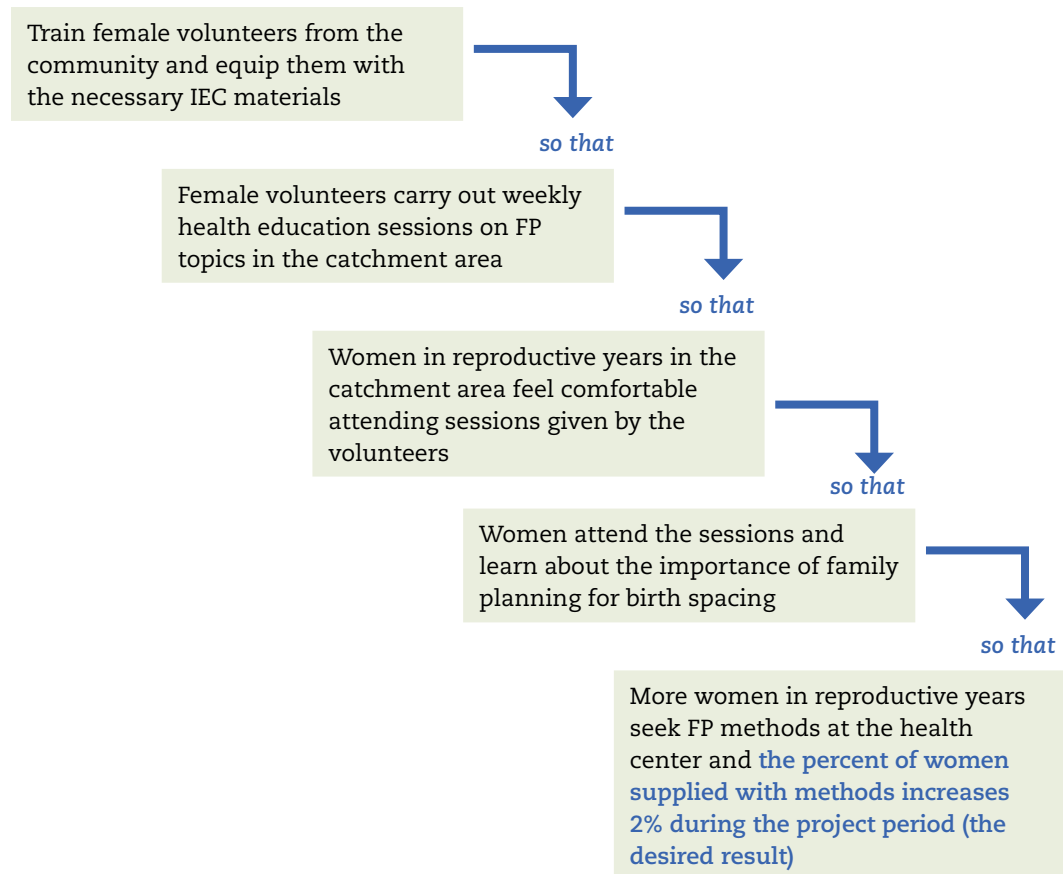 Train female volunteers from the
community and equip them with
the necessary IEC materials
so that
Female volunteers carry out weekly
health education sessions on FP
topics in the catchment area
so that
Women in reproductive years in the
catchment area feel comfortable
attending sessions given by the
volunteers
so that
Women attend the sessions and
learn about the importance of family
planning for birth spacing
so that
More women in reproductive years
seek FP methods at the health
center and the percent of women
supplied with methods increases
2% during the project period (the
desired result)